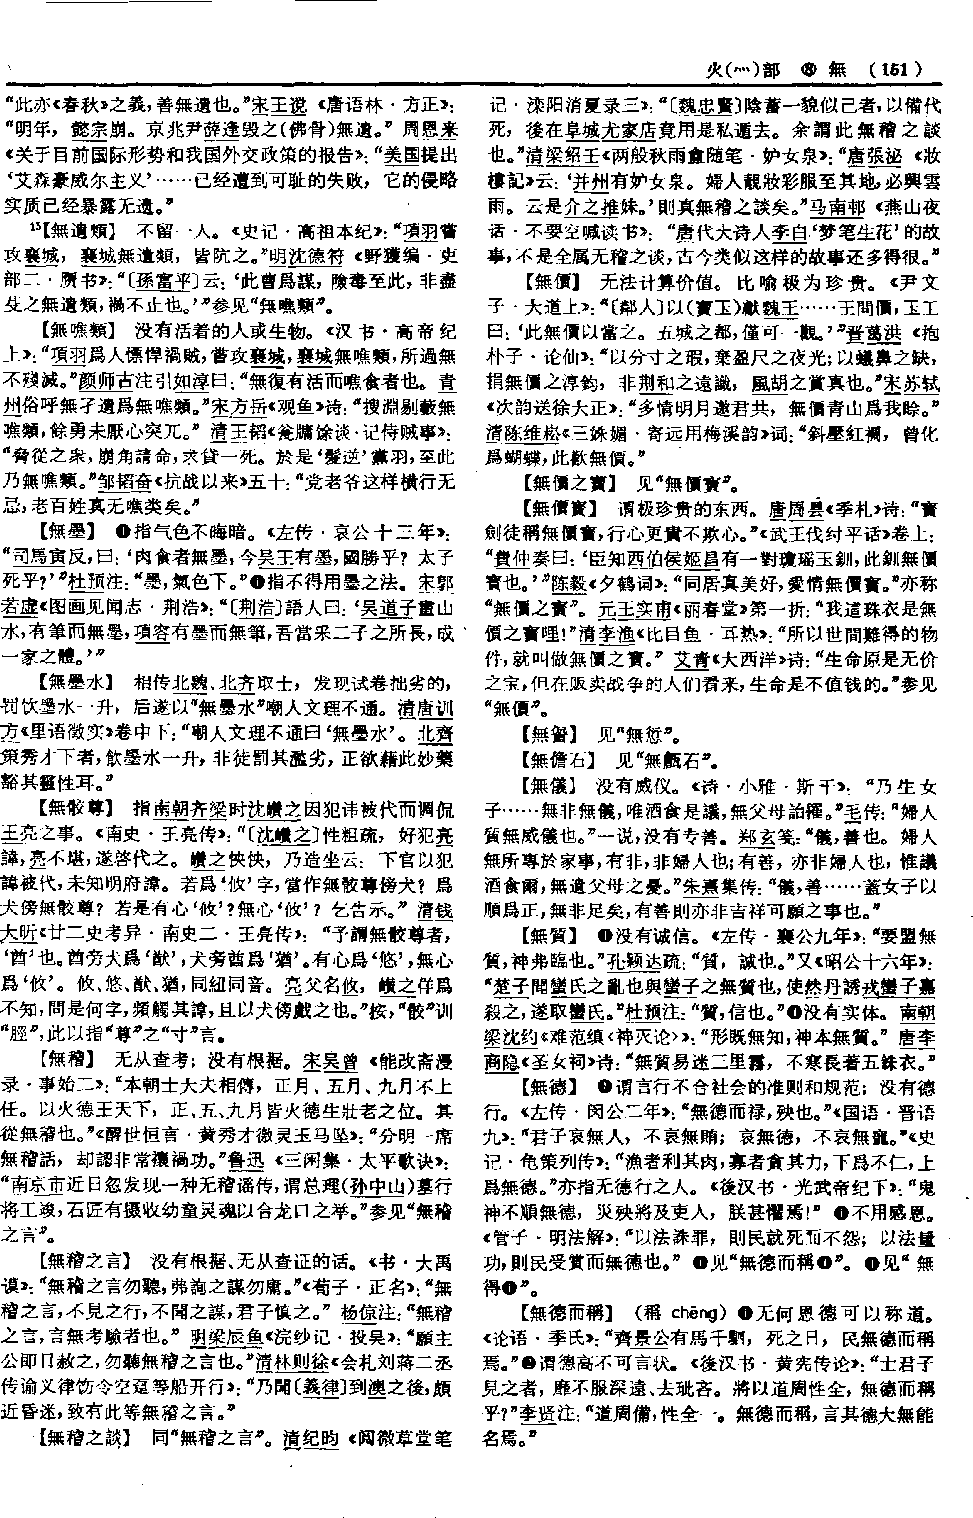 火(灬)部 ⑧ 無 (151)
“此亦《春秋》之義，善無遺也。”宋王谠《唐语林·方正》：
“明年，懿宗崩。京兆尹薛逢毁之(佛骨)無遺。”周恩来
《关于目前国际形势和我国外交政策的报告》：“美国提出
‘艾森豪威尔主义’……已经遭到可耻的失败，它的侵略
实质已经暴露无遗。”
15【無遺類】 不留一人。《史记·高祖本纪》：“項羽嘗
攻襄城，襄城無遺類，皆阬之。”明沈德符《野獲编·吏
部二·赝书》：“〔孫富平〕云：‘此曹爲謀，險毒至此，非盡
芟之無遺類，禍不止也。’”参见“無噍類”。
【無噍類】 没有活着的人或生物。《汉书·高帝纪
上》：“項羽爲人慓悍禍賊，嘗攻襄城，襄城無噍類，所過無
不殘滅。”颜师古注引如淳曰：“無復有活而噍食者也。青
州俗呼無孑遺爲無噍類。”宋方岳《观鱼》诗：“搜淵剔藪無
噍類，餘勇未厭心突兀。”清王韬《瓮牖馀谈·记侍贼事》：
“脅從之衆，崩角請命，求貸一死。於是‘髮逆’黨羽，至此
乃無噍類。”邹韬奋《抗战以来》五十：“党老爷这样横行无
忌，老百姓真无噍类矣。”
【無墨】 ❶指气色不晦暗。《左传·哀公十三年》：
“司馬寅反，曰：‘肉食者無墨，今吴王有墨，國勝乎？太子
死乎？’”杜预注：“墨，氣色下。”❷指不得用墨之法。宋郭
若虚《图画见闻志·荆浩》：“〔荆浩〕語人曰：‘吴道子畫山
水，有筆而無墨，項容有墨而無筆，吾當采二子之所長，成
一家之體。’”
【無墨水】 相传北魏、北齐取士，发现试卷拙劣的，
罚饮墨水一升，后遂以“無墨水”嘲人文理不通。清唐训
方《里语徵实》卷中下：“嘲人文理不通曰‘無墨水’。北齊
策秀才下者，飲墨水一升，非徒罰其濫劣，正欲藉此妙藥
豁其靈性耳。”
【無骹尊】 指南朝齐梁时沈巑之因犯讳被代而调侃
王亮之事。《南史·王亮传》：“〔沈巑之〕性粗疏，好犯亮
諱，亮不堪，遂啓代之。巑之怏怏，乃造坐云：下官以犯
諱被代，未知明府諱。若爲‘攸’字，當作無骹尊傍犬？爲
犬傍無骹尊？若是有心‘攸’？無心‘攸’？乞告示。”清钱
大昕《廿二史考异·南史二·王亮传》：“予謂無骹尊者，
‘酋’也。酋旁犬爲‘猷’，犬旁酋爲‘猶’。有心爲‘悠’，無心
爲‘攸’。攸、悠、猷、猶，同紐同音。亮父名攸，巑之佯爲
不知，問是何字，頻觸其諱，且以犬傍戲之也。”按，“骹”训
“脛”，此以指“尊”之“寸”言。
【無稽】 无从查考；没有根据。宋吴曾《能改斋漫
录·事始二》：“本朝士大夫相傳，正月、五月、九月不上
任。以火德王天下，正、五、九月皆火德生壯老之位。其
從無稽也。”《醒世恒言·黄秀才徼灵玉马坠》：“分明一席
無稽話，却認非常禳禍功。”鲁迅《三闲集·太平歌诀》：
“南京市近日忽发现一种无稽谣传，谓总理(孙中山)墓行
将工竣，石匠有摄收幼童灵魂以合龙口之举。”参见“無稽
之言”。
【無稽之言】 没有根据、无从查证的话。《书·大禹
谟》：“無稽之言勿聽，弗詢之謀勿庸。”《荀子·正名》：“無
稽之言，不見之行，不聞之謀，君子慎之。”杨倞注：“無稽
之言，言無考驗者也。”明梁辰鱼《浣纱记·投吴》：“願主
公即日赦之，勿聽無稽之言也。”清林则徐《会札刘蒋二丞
传谕义律饬令空趸等船开行》：“乃聞〔義律〕到澳之後，頗
近昏迷，致有此等無稽之言。”
【無稽之談】 同“無稽之言”。清纪昀《阅微草堂笔
记·滦阳消夏录三》：“〔魏忠賢〕陰蓄一貌似己者，以備代
死，後在阜城尤家店竟用是私遁去。余謂此無稽之談
也。”清梁绍壬《两般秋雨盦随笔·妒女泉》：“唐張泌《妝
樓記》云：‘并州有妒女泉。婦人靚妝彩服至其地，必興雲
雨。云是介之推妹。’則真無稽之談矣。”马南邨《燕山夜
话·不要空喊读书》：“唐代大诗人李白‘梦笔生花’的故
事，不是全属无稽之谈，古今类似这样的故事还多得很。”
【無價】 无法计算价值。比喻极为珍贵。《尹文
子·大道上》：“〔鄰人〕以(寶玉)獻魏王……王問價，玉工
曰：‘此無價以當之。五城之都，僅可一觀。’”晋葛洪《抱
朴子·论仙》：“以分寸之瑕，棄盈尺之夜光；以蟻鼻之缺，
捐無價之淳鈞，非荆和之遠識，風胡之賞真也。”宋苏轼
《次韵送徐大正》：“多情明月邀君共，無價青山爲我賒。”
清陈维崧《三姝媚·寄远用梅溪韵》词：“斜壓紅襴，曾化
爲蝴蝶，此歡無價。”
【無價之寶】 见“無價寶”。
【無價寶】 谓极珍贵的东西。唐周昙《季札》诗：“寶
劍徒稱無價寶，行心更貴不欺心。”《武王伐纣平话》卷上：
“費仲奏曰：‘臣知西伯侯姬昌有一對瓊瑶玉釧，此釧無價
寶也。’”陈毅《夕鹤词》：“同居真美好，愛情無價寶。”亦称
“無價之寶”。元王实甫《丽春堂》第一折：“我這珠衣是無
價之寶哩！”清李渔《比目鱼·耳热》：“所以世間難得的物
件，就叫做無價之寶。”艾青《大西洋》诗：“生命原是无价
之宝，但在贩卖战争的人们看来，生命是不值钱的。”参见
“無價”。
【無諐】 见“無愆”。
【無儋石】 见“無甔石”。
【無儀】 没有威仪。《诗·小雅·斯干》：“乃生女
子……無非無儀，唯酒食是議，無父母詒罹。”毛传：“婦人
質無威儀也。”一说，没有专善。郑玄笺：“儀，善也。婦人
無所專於家事，有非，非婦人也；有善，亦非婦人也，惟議
酒食爾，無遺父母之憂。”朱熹集传：“儀，善……蓋女子以
順爲正，無非足矣，有善則亦非吉祥可願之事也。”
【無質】 ❶没有诚信。《左传·襄公九年》：“要盟無
質，神弗臨也。”孔颖达疏：“質，誠也。”又《昭公十六年》：
“楚子聞蠻氏之亂也與蠻子之無質也，使然丹誘戎蠻子嘉
殺之，遂取蠻氏。”杜预注：“質，信也。”❷没有实体。南朝
梁沈约《难范缜〈神灭论〉》：“形既無知，神本無質。”唐李
商隐《圣女祠》诗：“無質易迷三里霧，不寒長著五銖衣。”
【無德】 ❶谓言行不合社会的准则和规范；没有德
行。《左传·闵公二年》：“無德而禄，殃也。”《国语·晋语
九》：“君子哀無人，不哀無賄；哀無德，不哀無寵。”《史
记·龟策列传》：“漁者利其肉，寡者貪其力，下爲不仁，上
爲無德。”亦指无德行之人。《後汉书·光武帝纪下》：“鬼
神不順無德，災殃將及吏人，朕甚懼焉！”❷不用感恩。
《管子·明法解》：“以法誅罪，則民就死而不怨；以法量
功，則民受賞而無德也。”❸见“無德而稱❶”。❹见“無
得❶”。
【無德而稱】 (稱 chēng) ❶无何恩德可以称道。
《论语·季氏》：“齊景公有馬千駟，死之日，民無德而稱
焉。”❷谓德高不可言状。《後汉书·黄宪传论》：“士君子
見之者，靡不服深遠、去玼吝。將以道周性全，無德而稱
乎？”李贤注：“道周備，性全一。無德而稱，言其德大無能
名焉。”